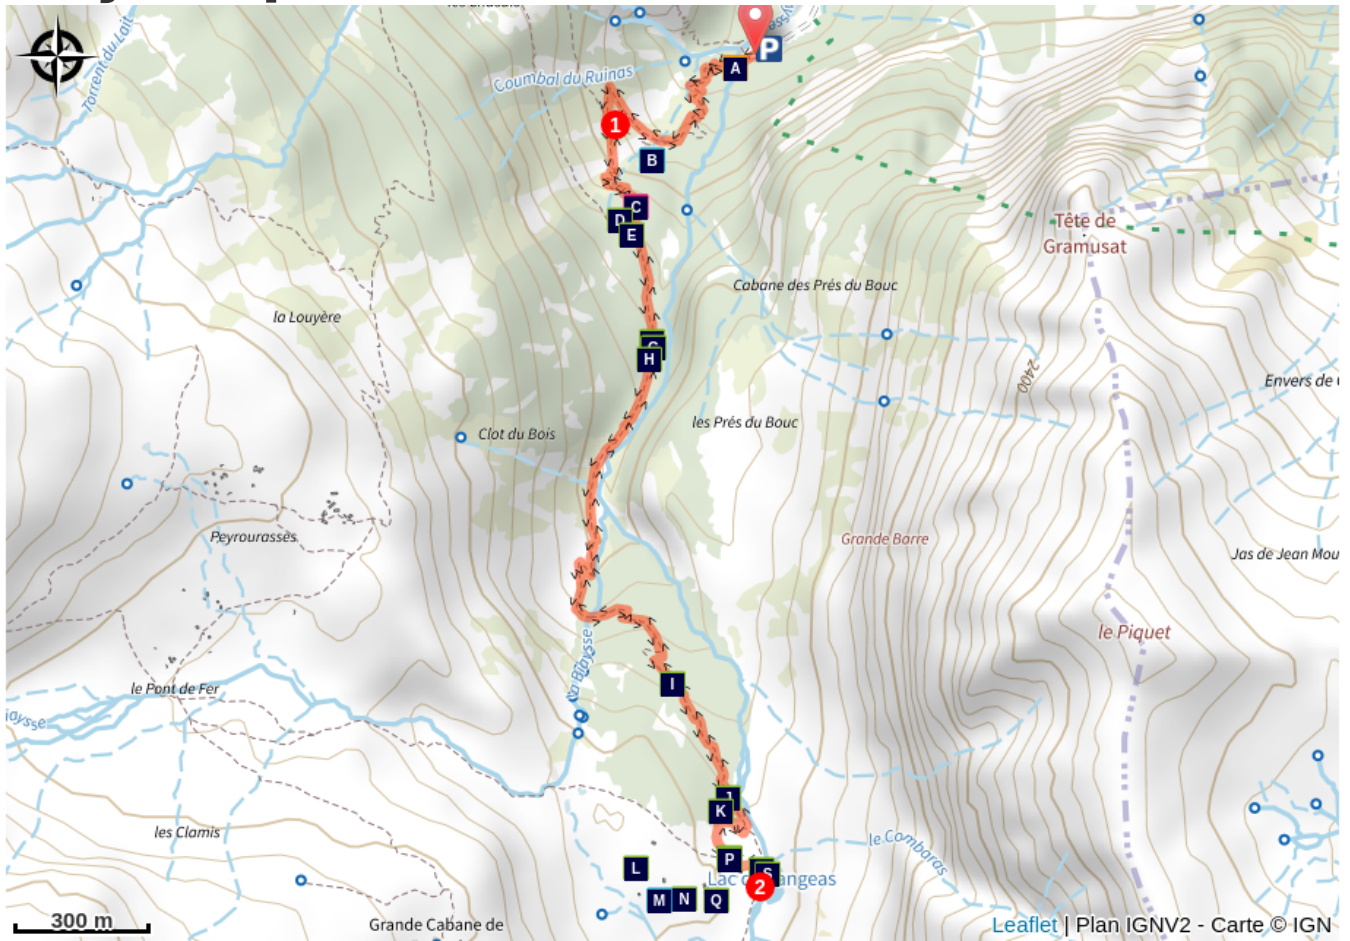 P
A
Coumbal du Ruinas
Torrent du Lait
1
B
C
D
E
Tête de
Gramusat
Cabane des Prés du Bouc
la Louyère
H
2400
Envers de
les Prés du Bouc
Clot du Bois
Peyrourasses
Grande Barre
Jas de Jean Mou
le Piquet
la Biaysse
I
le Pont de Fer
K
les Clamis
le Combaras
P
L
Lac
angeas
2
M
N
Q
300 m
Grande Cabane de
Leaflet | Plan IGNV2 - Carte © IGN